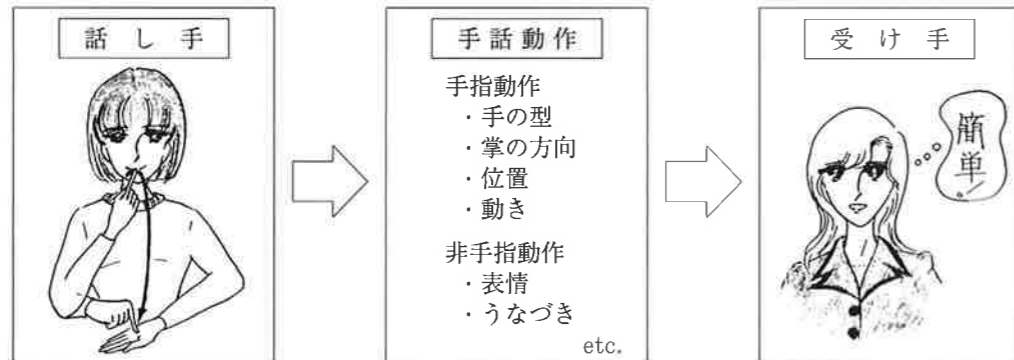 話し手
手話動作
手指動作
・手の型
・掌の方向
・位置
・動き
非手指動作
・表情
・うなづき
etc.
受け手
簡単!